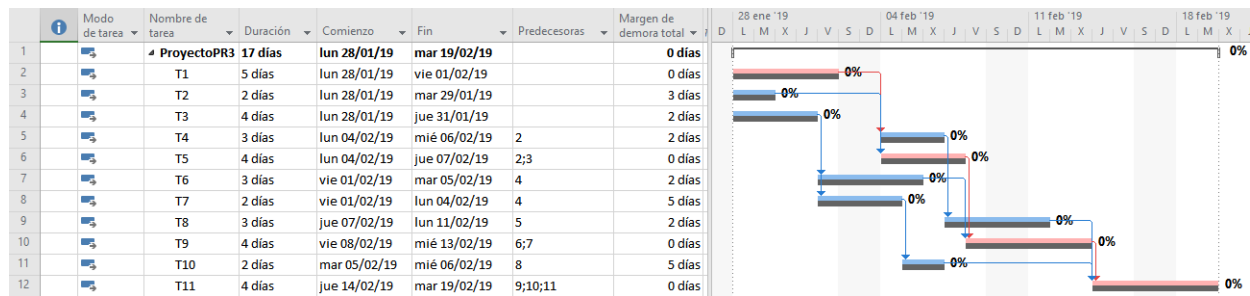 Modo de tarea Nombre de tarea Duración Comienzo Fin Predecesoras Margen de demora total
28 ene '19 04 feb '19 11 feb '19 18 feb '19
D L M X J V S D L M X J V S D L M X J V S D L M X
1 ProyectoPR3 17 días lun 28/01/19 mar 19/02/19 0 días 0%
2 T1 5 días lun 28/01/19 vie 01/02/19 0 días 0%
3 T2 2 días lun 28/01/19 mar 29/01/19 3 días 0%
4 T3 4 días lun 28/01/19 jue 31/01/19 2 días 0%
5 T4 3 días lun 04/02/19 mié 06/02/19 2 2 días 0%
6 T5 4 días lun 04/02/19 jue 07/02/19 2;3 0 días 0%
7 T6 3 días vie 01/02/19 mar 05/02/19 4 2 días 0%
8 T7 2 días vie 01/02/19 lun 04/02/19 4 5 días 0%
9 T8 3 días jue 07/02/19 lun 11/02/19 5 2 días 0%
10 T9 4 días vie 08/02/19 mié 13/02/19 6;7 0 días 0%
11 T10 2 días mar 05/02/19 mié 06/02/19 8 5 días 0%
12 T11 4 días jue 14/02/19 mar 19/02/19 9;10;11 0 días 0%